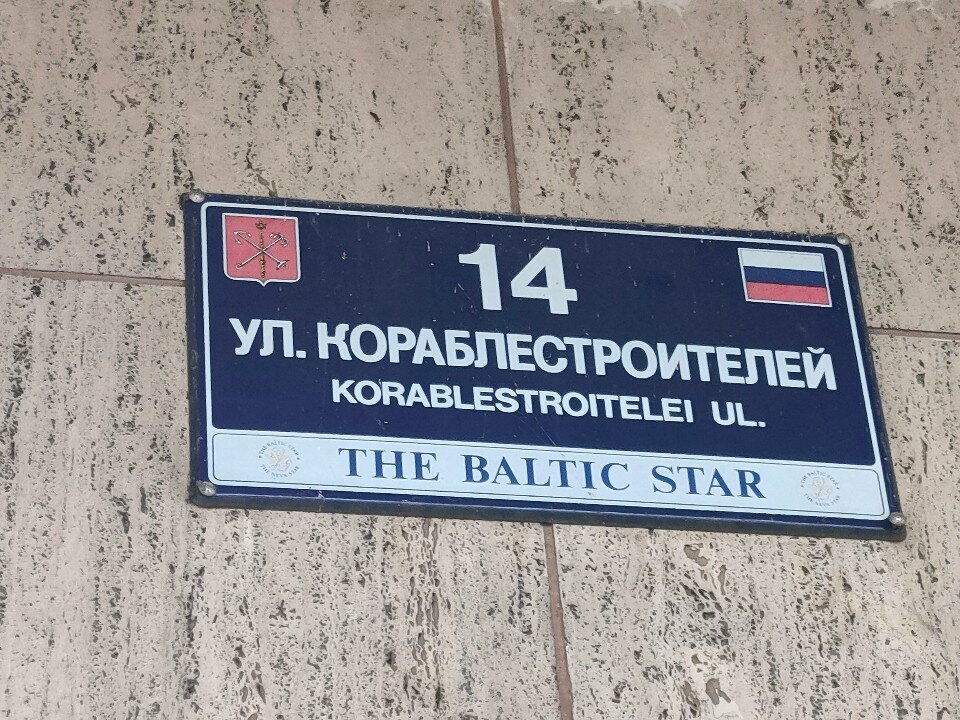 14
УЛ. КОРАБЛЕСТРОИТЕЛЕЙ
KORABLESTROITELEI UL.
THE BALTIC STAR